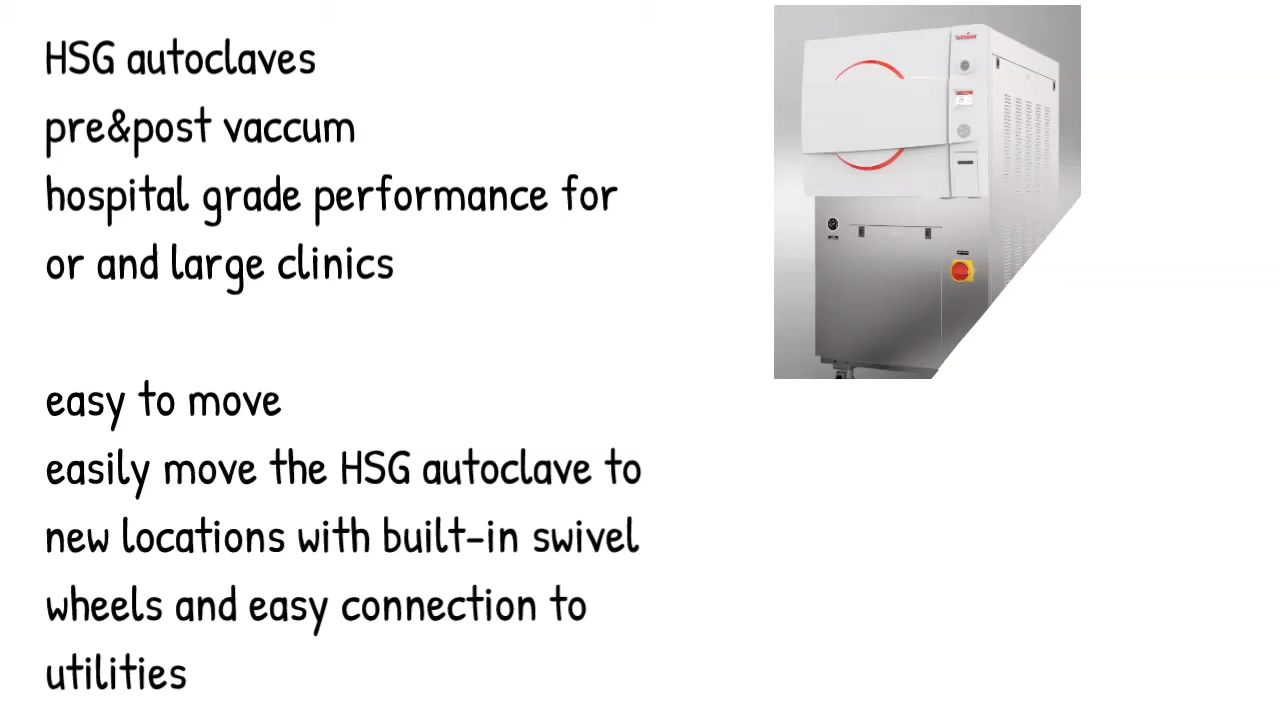 HSG autoclaves
pre&post vaccum
hospital grade performance for
or and large clinics
easy to move
easily move the HSG autoclave to
new locations with built-in swivel
wheels and easy connection to
utilities